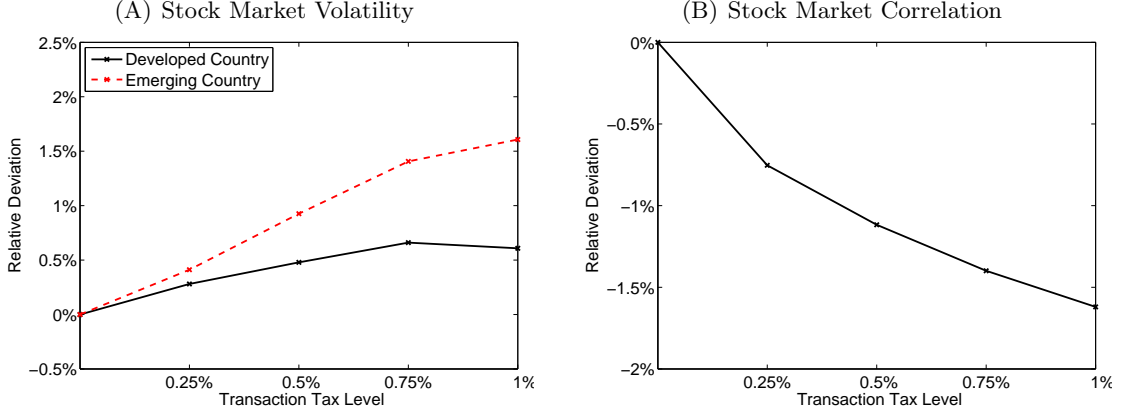 (A) Stock Market Volatility
2.5%
2%
1.5%
1%
0.5%
0%
−0.5%
Relative Deviation
Developed Country
Emerging Country
0.25% 0.5% 0.75% 1%
Transaction Tax Level
(B) Stock Market Correlation
0%
−0.5%
−1%
−1.5%
−2%
Relative Deviation
0.25% 0.5% 0.75% 1%
Transaction Tax Level